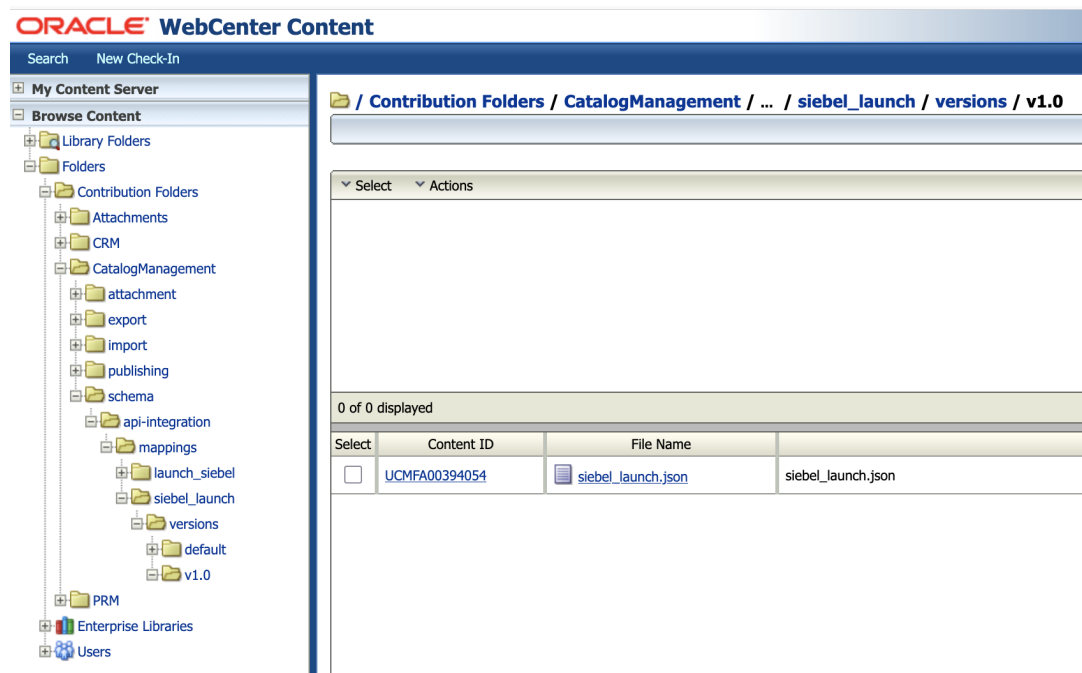 ORACLE® WebCenter Content
Search New Check-In
My Content Server
Browse Content
Library Folders
Folders
Contribution Folders
Attachments
CRM
CatalogManagement
attachment
export
import
publishing
schema
api-integration
mappings
launch_siebel
siebel_launch
versions
default
v1.0
PRM
Enterprise Libraries
Users
/ Contribution Folders / CatalogManagement / ... / siebel_launch / versions / v1.0
Select Actions
0 of 0 displayed
Select Content ID File Name
UCMFA00394054 siebel_launch.json siebel_launch.json